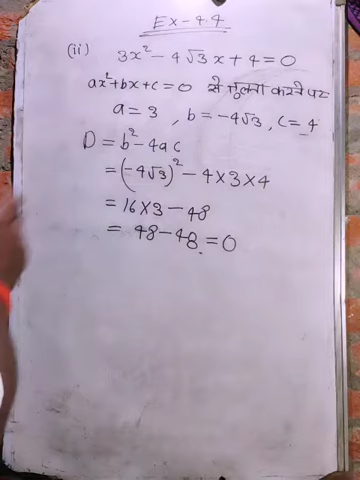 Ex-4.4
(ii) 3x² - 4√3 x + 4 = 0
ax²+bx+c=0 से तुलना करने पर
a = 3 , b = -4√3, c = 4
D = b² - 4ac
= (-4√3)² - 4×3×4
= 16×3 - 48
= 48 - 48 = 0